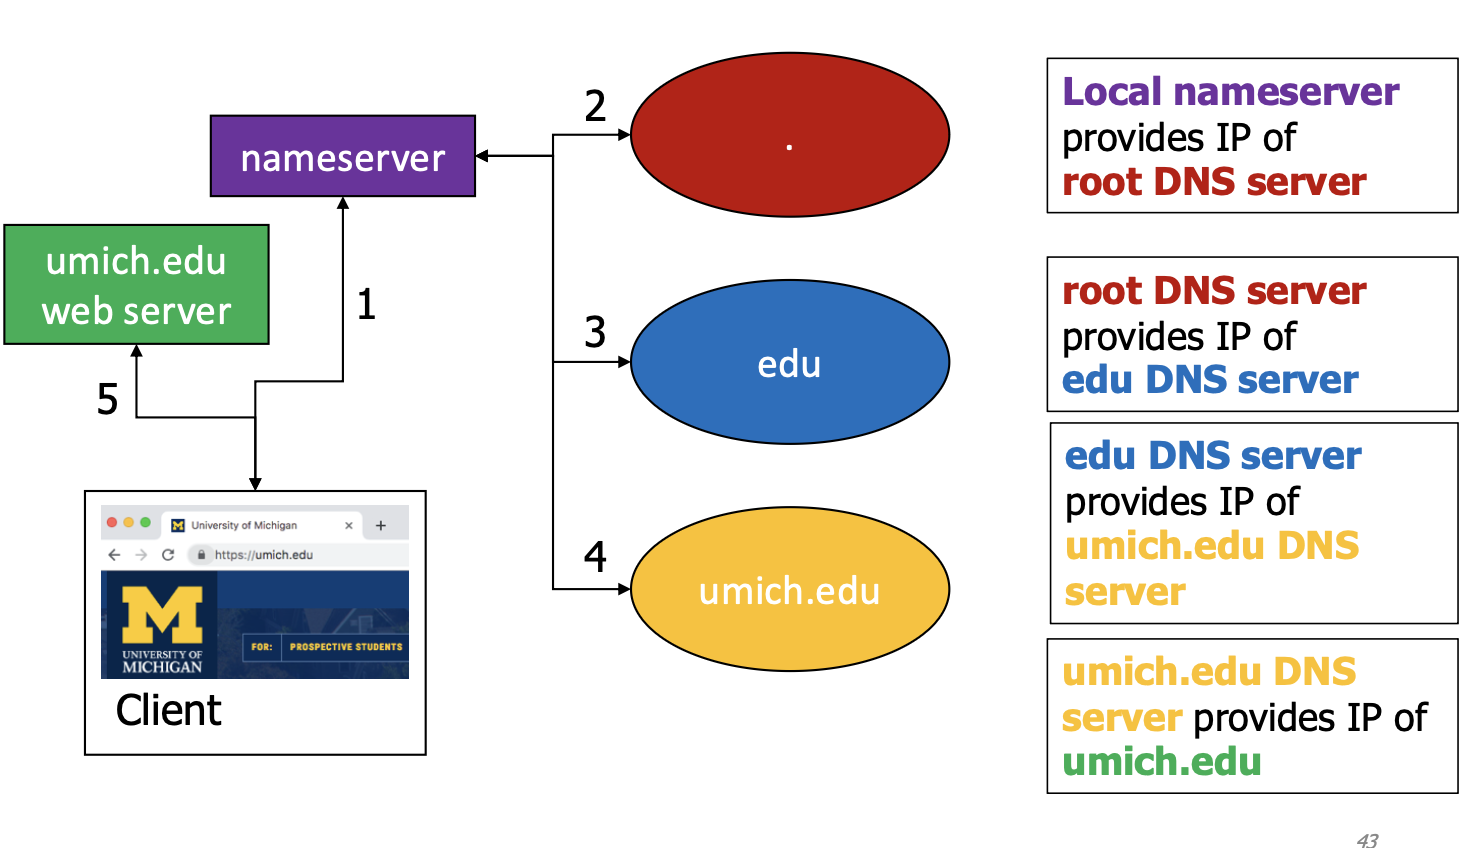 nameserver
umich.edu
web server
1
5
University of Michigan
https://umich.edu
M
UNIVERSITY OF
MICHIGAN
FOR:
PROSPECTIVE STUDENTS
Client
2
.
3
edu
4
umich.edu
Local nameserver
provides IP of
root DNS server
root DNS server
provides IP of
edu DNS server
edu DNS server
provides IP of
umich.edu DNS
server
umich.edu DNS
server provides IP of
umich.edu
43